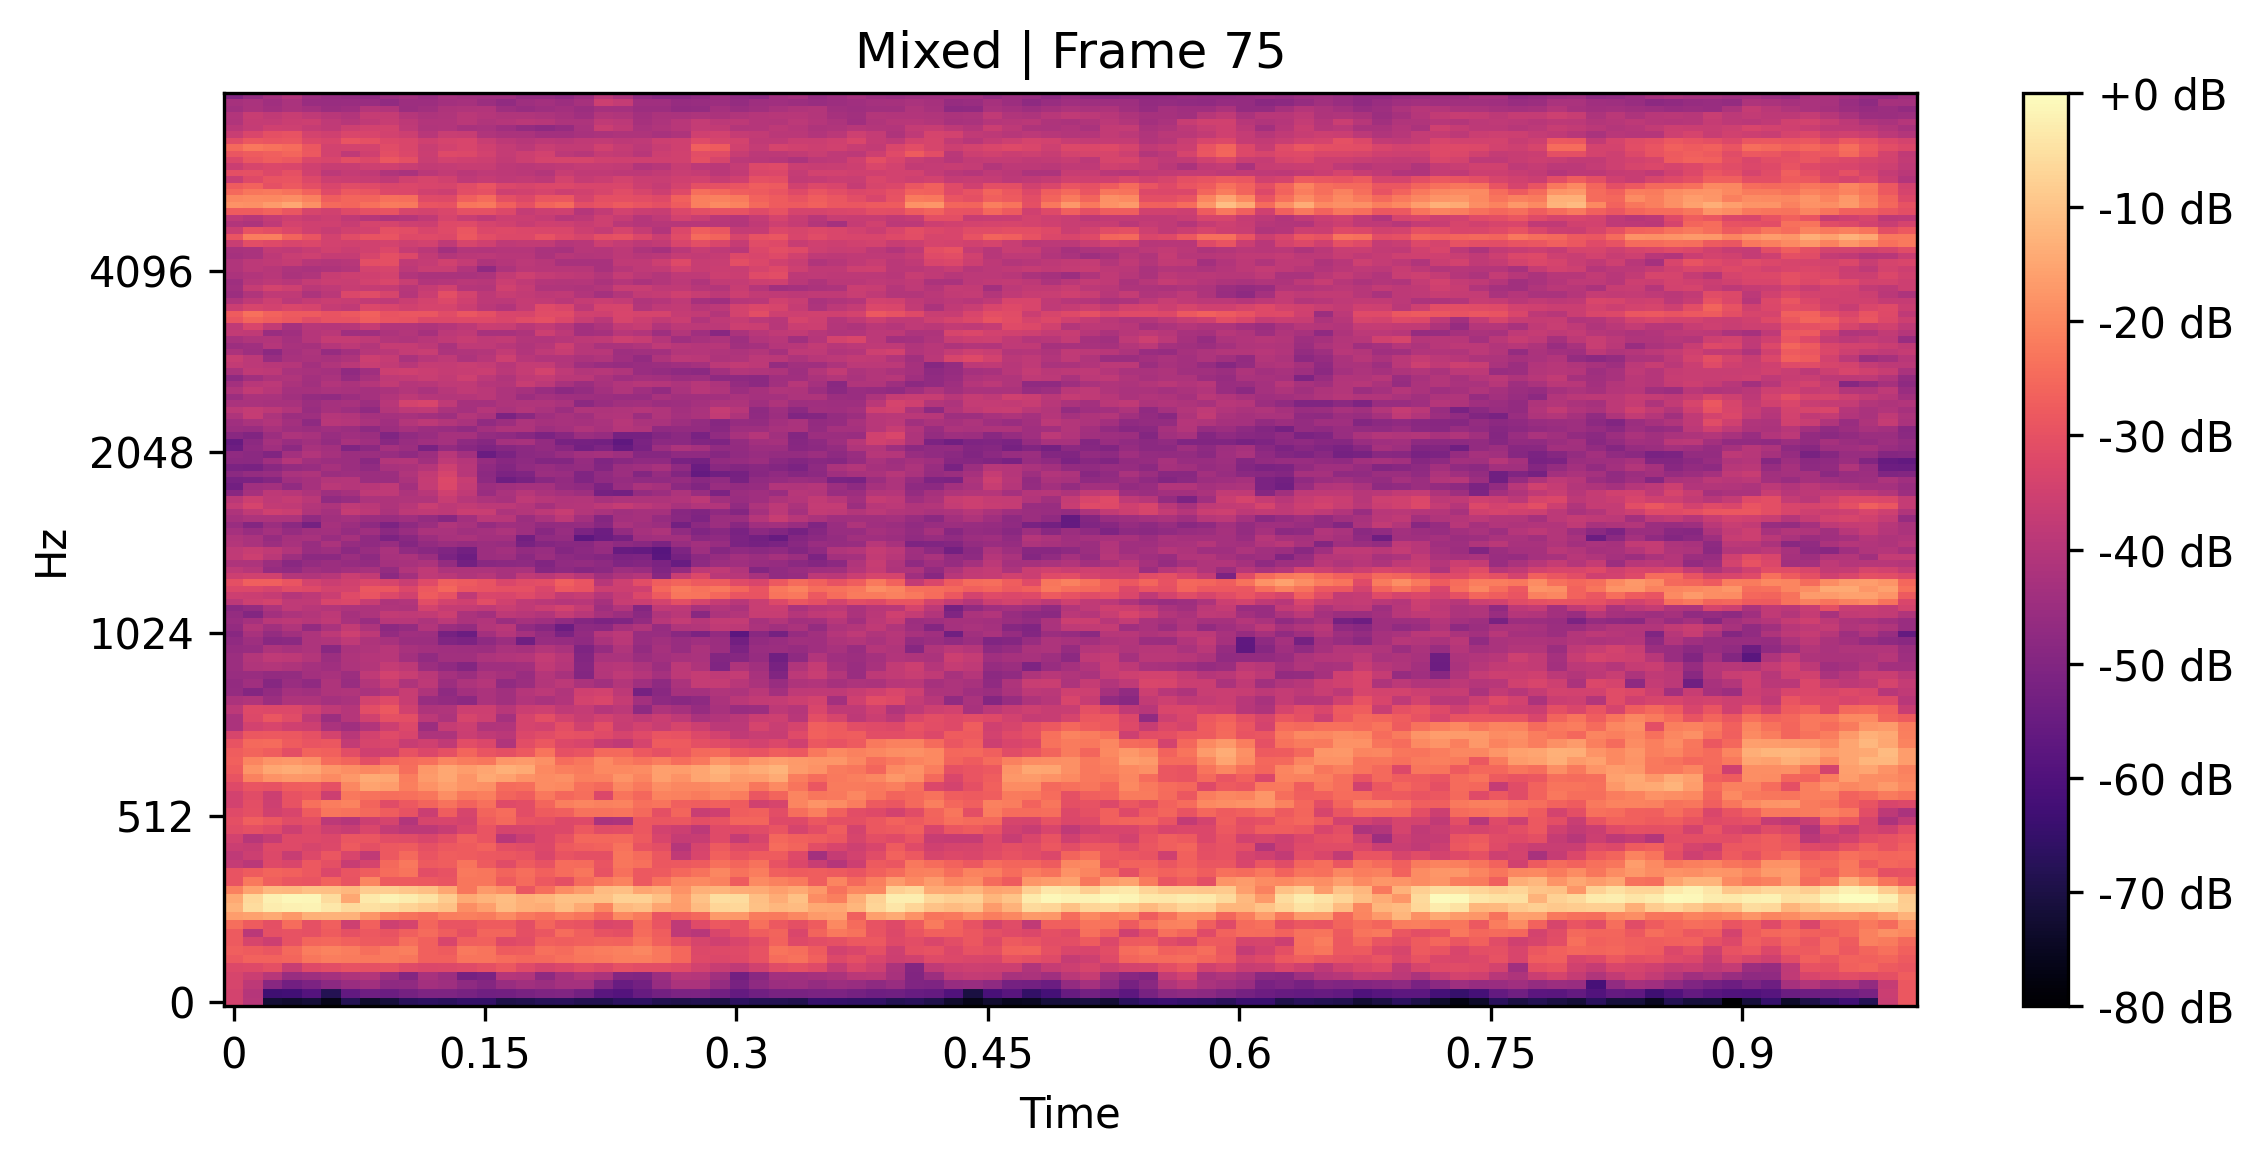 Mixed | Frame 75
Hz
4096
2048
1024
512
0
0 0.15 0.3 0.45 0.6 0.75 0.9
Time
+0 dB
-10 dB
-20 dB
-30 dB
-40 dB
-50 dB
-60 dB
-70 dB
-80 dB